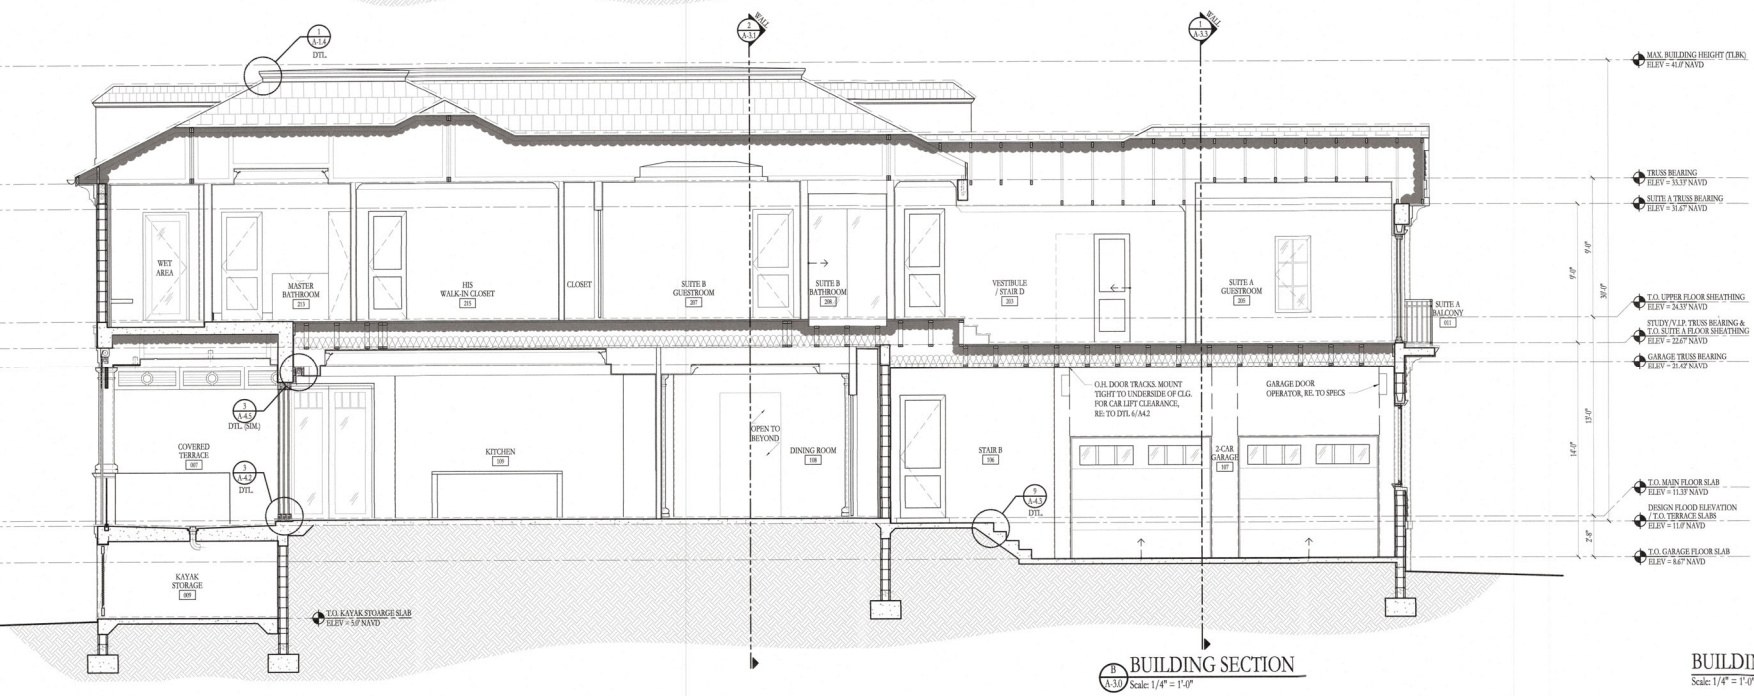 1
A-1.4
DTL.
2
A-3.1
WALL
1
A-3.3
WALL
MAX. BUILDING HEIGHT (TLBK)
ELEV = 41.0' NAVD
TRUSS BEARING
ELEV = 33.33' NAVD
SUITE A TRUSS BEARING
ELEV = 31.67' NAVD
T.O. UPPER FLOOR SHEATHING
ELEV = 24.33' NAVD
STUDY/V.I.P. TRUSS BEARING &
T.O. SUITE A FLOOR SHEATHING
ELEV = 22.67' NAVD
GARAGE TRUSS BEARING
ELEV = 21.42' NAVD
T.O. MAIN FLOOR SLAB
ELEV = 11.33' NAVD
DESIGN FLOOD ELEVATION
/ T.O. TERRACE SLABS
ELEV = 11.0' NAVD
T.O. GARAGE FLOOR SLAB
ELEV = 8.67' NAVD
9'-0"
9'-0"
30'-0"
13'-0"
14'-0"
2'-8"
WET
AREA
MASTER
BATHROOM
213
HIS
WALK-IN CLOSET
215
CLOSET
SUITE B
GUESTROOM
207
SUITE B
BATHROOM
208
VESTIBULE
/ STAIR D
203
SUITE A
GUESTROOM
205
SUITE A
BALCONY
011
3
A-4.5
DTL. (SIM.)
COVERED
TERRACE
007
3
A-4.2
DTL.
KITCHEN
109
OPEN TO
BEYOND
DINING ROOM
108
STAIR B
106
O.H. DOOR TRACKS. MOUNT
TIGHT TO UNDERSIDE OF CLG.
FOR CAR LIFT CLEARANCE,
RE: TO DTL 6/A4.2
GARAGE DOOR
OPERATOR, RE. TO SPECS
2-CAR
GARAGE
107
9
A-4.3
DTL.
KAYAK
STORAGE
009
T.O. KAYAK STOARGE SLAB
ELEV = 5.0' NAVD
B
A-3.0
BUILDING SECTION
Scale: 1/4" = 1'-0"
BUILDI
Scale: 1/4" = 1'-0"